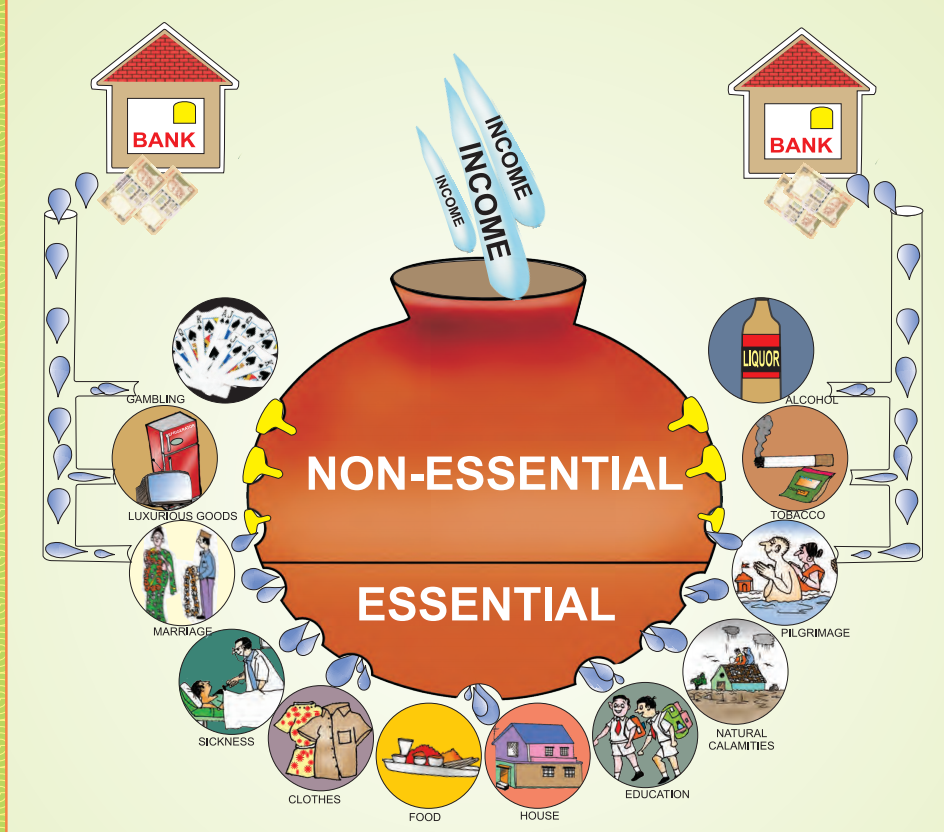 BANK
BANK
INCOME
INCOME
INCOME
LIQUOR
GAMBLING
ALCOHOL
NON-ESSENTIAL
LUXURIOUS GOODS
TOBACCO
ESSENTIAL
MARRIAGE
PILGRIMAGE
SICKNESS
NATURAL
CALAMITIES
CLOTHES
FOOD
HOUSE
EDUCATION